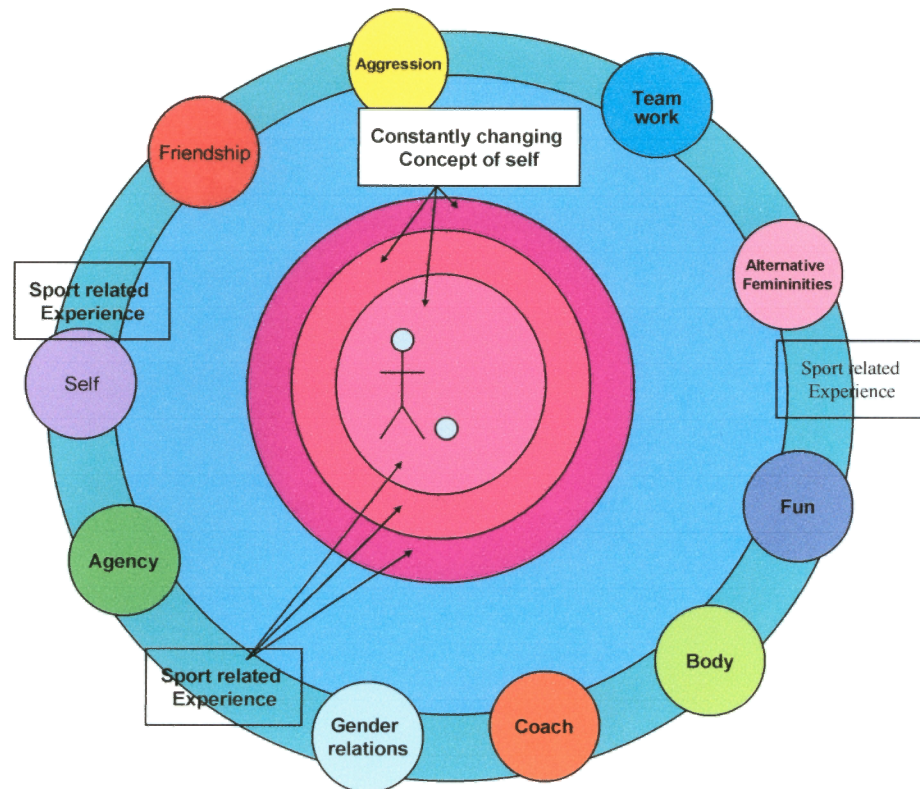 Aggression
Team
work
Constantly changing
Concept of self
Friendship
Alternative
Femininities
Sport related
Experience
Self
Sport related
Experience
Fun
Agency
Body
Sport related
Experience
Gender
relations
Coach